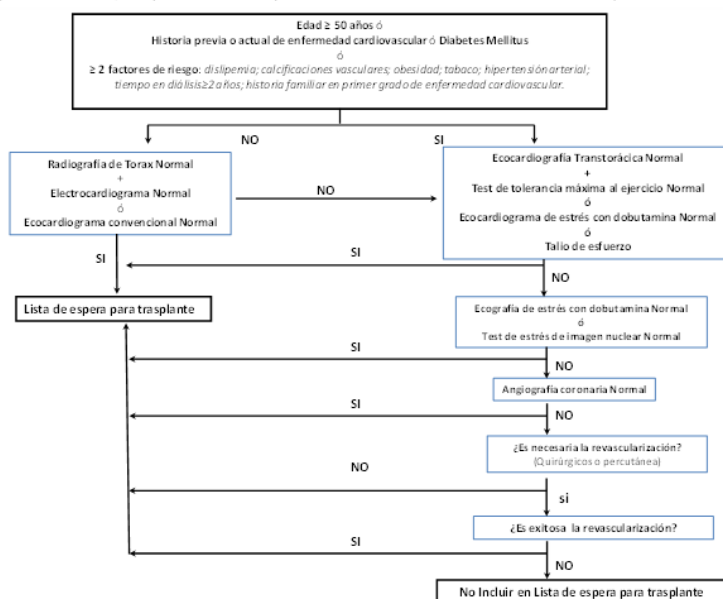 Edad ≥ 50 años ó
Historia previa o actual de enfermedad cardiovascular ó Diabetes Mellitus
ó
≥ 2 factores de riesgo: dislipemia; calcificaciones vasculares; obesidad; tabaco; hipertensión arterial;
tiempo en diálisis≥2 años; historia familiar en primer grado de enfermedad cardiovascular.
NO
SI
Radiografía de Torax Normal
+
Electrocardiograma Normal
ó
Ecocardiograma convencional Normal
NO
Ecocardiografía Transtorácica Normal
+
Test de tolerancia máxima al ejercicio Normal
ó
Ecocardiograma de estrés con dobutamina Normal
ó
Talio de esfuerzo
SI
SI
NO
Lista de espera para trasplante
Ecografía de estrés con dobutamina Normal
ó
Test de estrés de imagen nuclear Normal
SI
NO
Angiografía coronaria Normal
SI
NO
¿Es necesaria la revascularización?
(Quirúrgicos o percutánea)
NO
si
¿Es exitosa la revascularización?
SI
NO
No Incluir en Lista de espera para trasplante